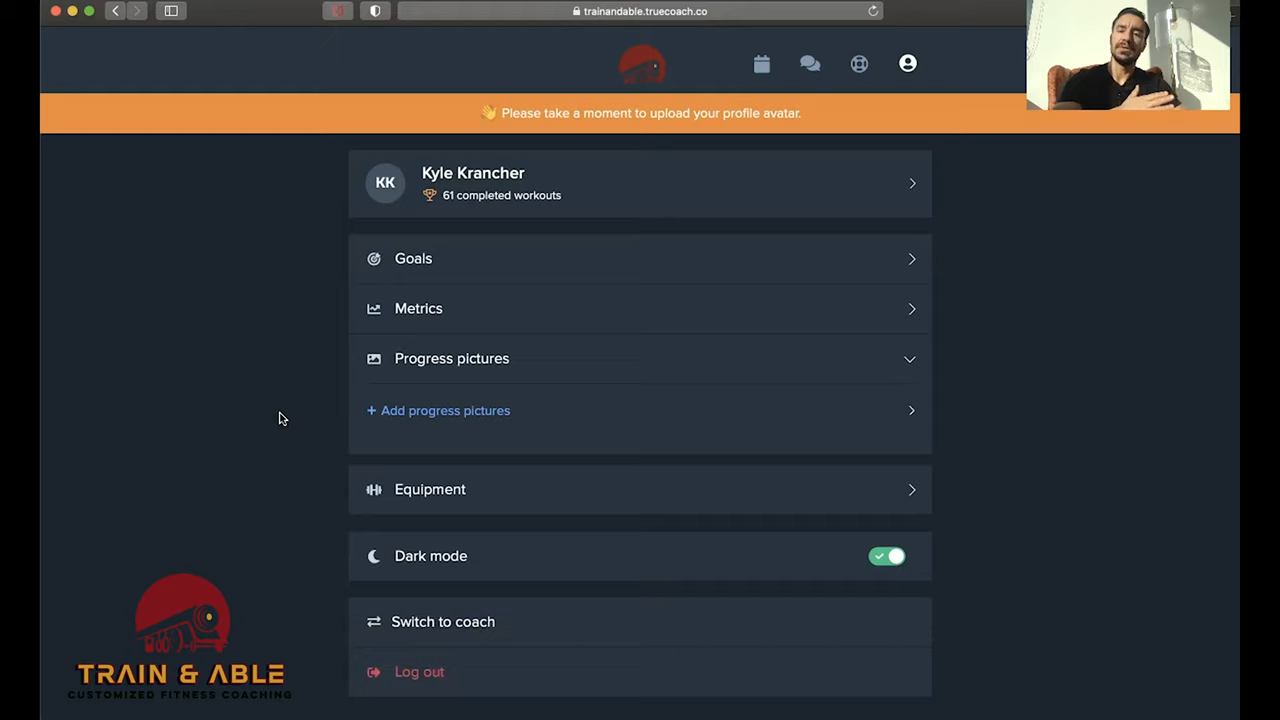 trainandable.truecoach.co
👋 Please take a moment to upload your profile avatar.
KK
Kyle Krancher
61 completed workouts
Goals
Metrics
Progress pictures
+ Add progress pictures
Equipment
Dark mode
Switch to coach
Log out
TRAIN & ABLE
CUSTOMIZED FITNESS COACHING